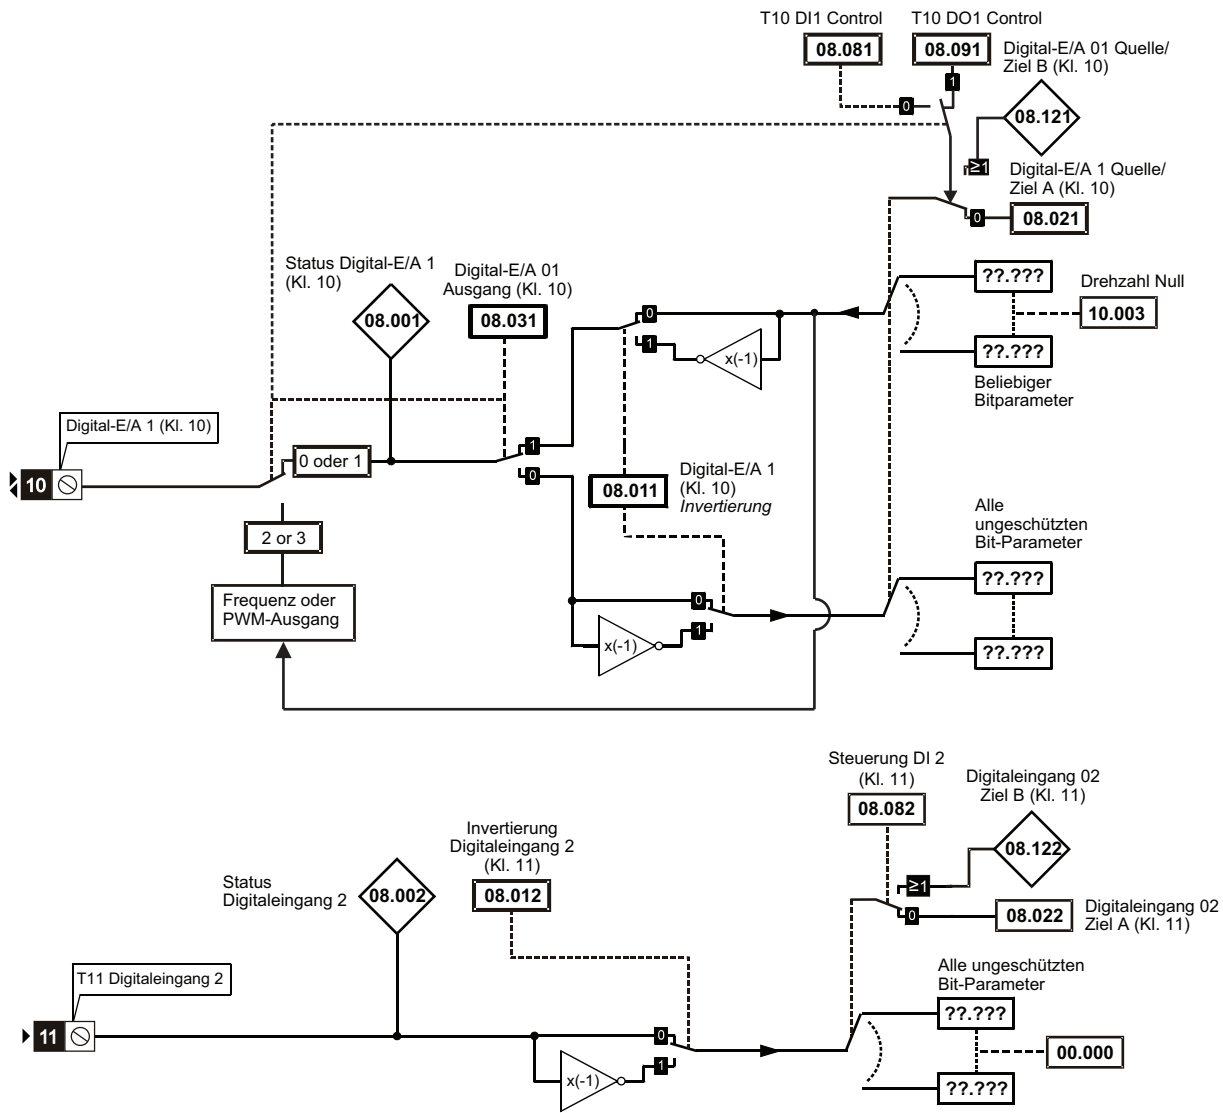 T10 DI1 Control
T10 DO1 Control
08.081
08.091
Digital-E/A 01 Quelle/
Ziel B (Kl. 10)
1
0
08.121
≥1
Digital-E/A 1 Quelle/
Ziel A (Kl. 10)
0
08.021
Status Digital-E/A 1
(Kl. 10)
Digital-E/A 01
Ausgang (Kl. 10)
08.001
08.031
0
1
x(-1)
??.???
Drehzahl Null
10.003
??.???
Beliebiger
Bitparameter
Digital-E/A 1 (Kl. 10)
10
0 oder 1
1
0
08.011
Digital-E/A 1
(Kl. 10)
Invertierung
2 or 3
Frequenz oder
PWM-Ausgang
Alle
ungeschützten
Bit-Parameter
??.???
??.???
0
1
x(-1)
Steuerung DI 2
(Kl. 11)
08.082
Digitaleingang 02
Ziel B (Kl. 11)
08.122
≥1
0
08.022
Digitaleingang 02
Ziel A (Kl. 11)
Status
Digitaleingang 2
08.002
Invertierung
Digitaleingang 2
(Kl. 11)
08.012
T11 Digitaleingang 2
11
0
1
x(-1)
Alle ungeschützten
Bit-Parameter
??.???
00.000
??.???